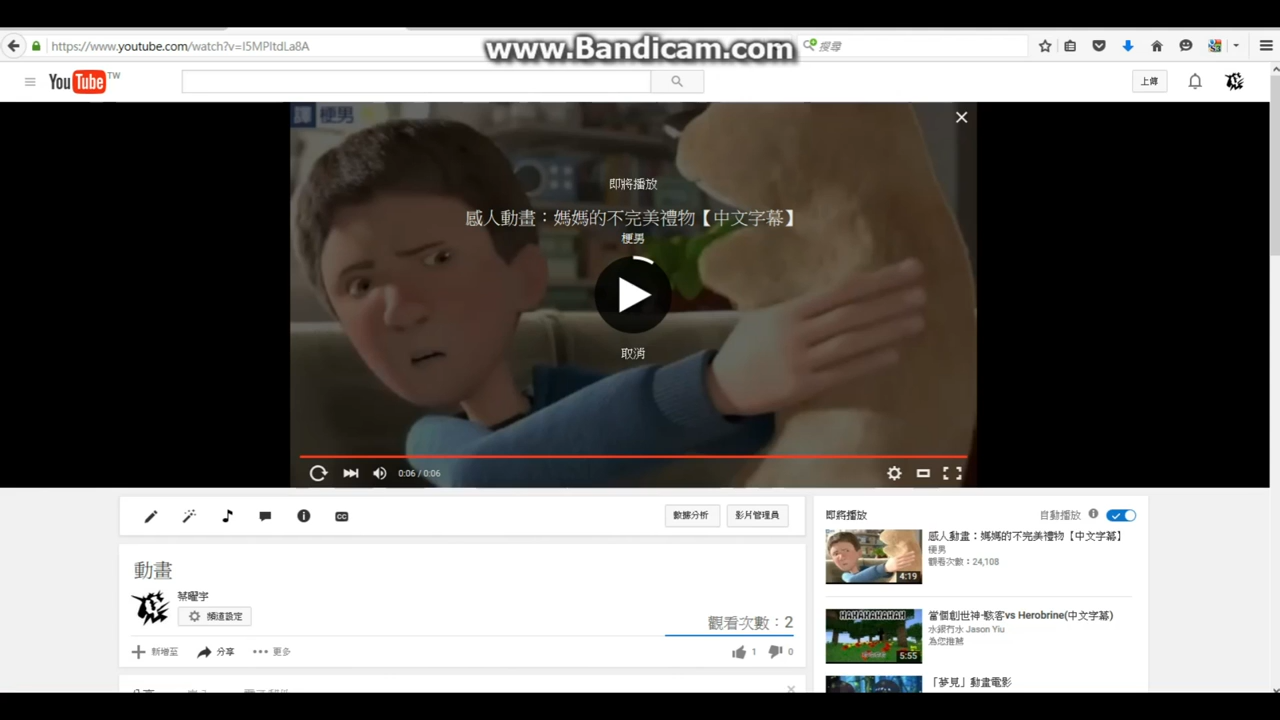 https://www.youtube.com/watch?v=I5MPltdLa8A
www.Bandicam.com
搜尋
YouTube TW
上傳
譯 梗男
即將播放
感人動畫：媽媽的不完美禮物【中文字幕】
梗男
取消
0:06 / 0:06
數據分析
影片管理員
動畫
某曜宇
頻道設定
觀看次數：2
新增至
分享
更多
1
0
即將播放
自動播放
感人動畫：媽媽的不完美禮物【中文字幕】
梗男
觀看次數：24,108
4:19
HAHAHAHAHAH
當個創世神-駭客vs Herobrine(中文字幕)
水銀冇水 Jason Yiu
為您推薦
5:55
「夢見」動畫電影